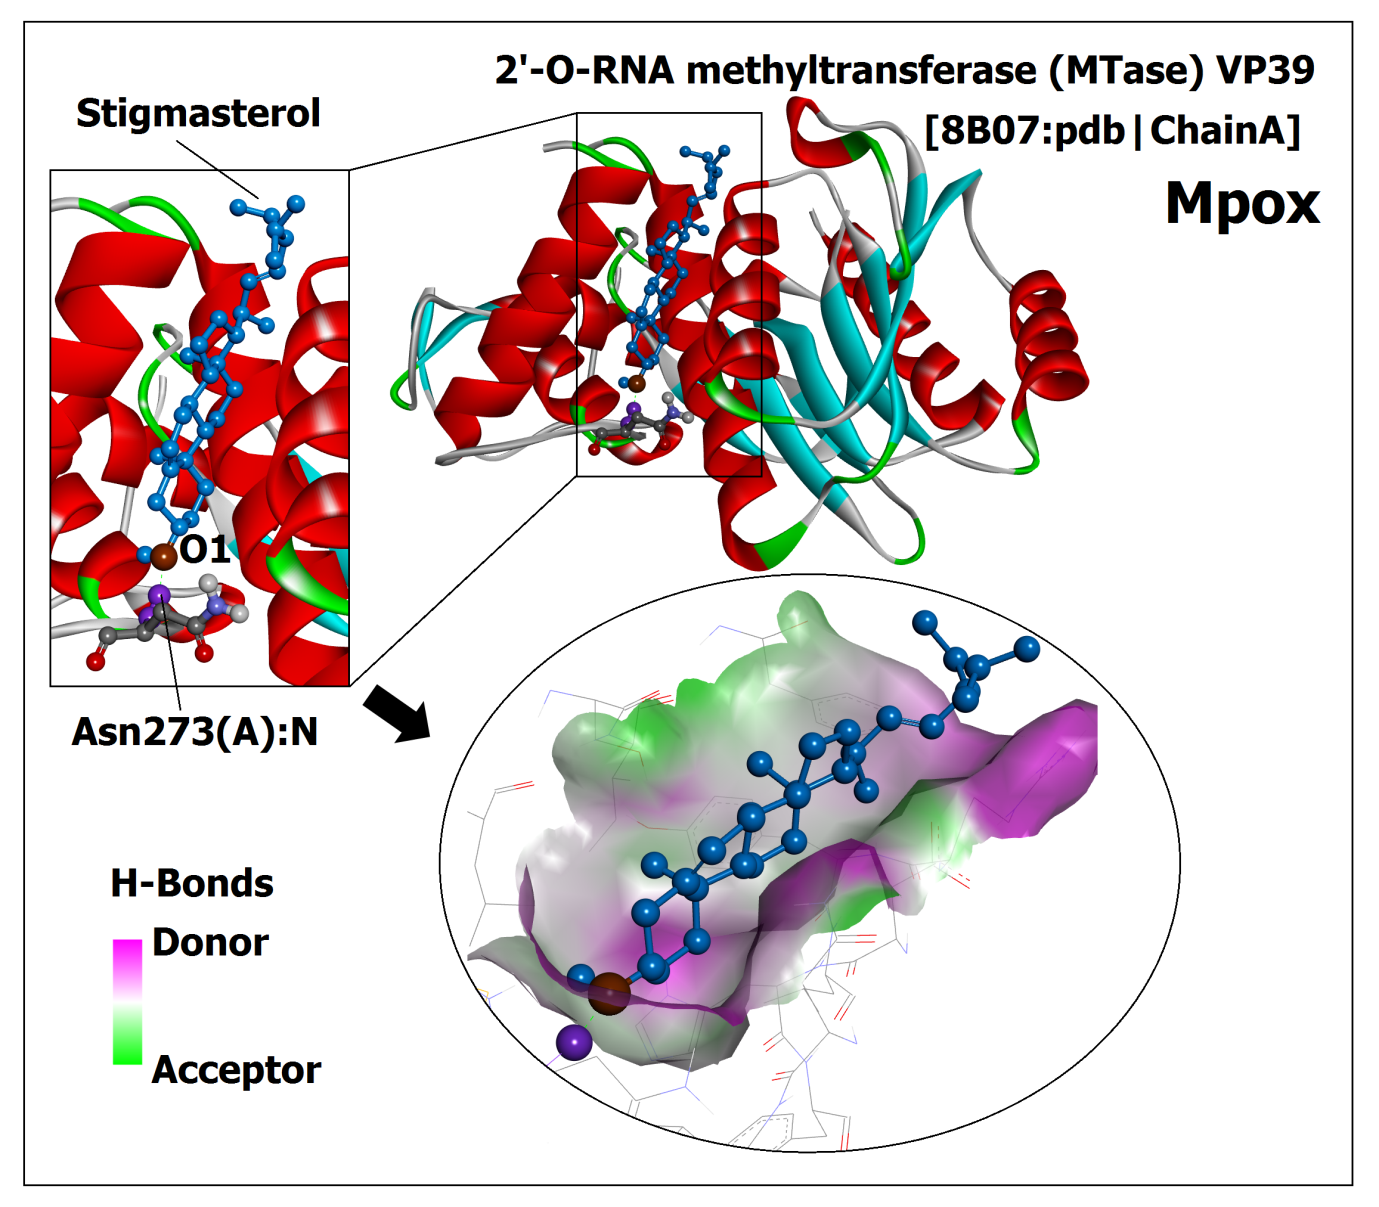 2'-O-RNA methyltransferase (MTase) VP39
[8B07:pdb|ChainA]
Mpox
Stigmasterol
O1
Asn273(A):N
H-Bonds
Donor
Acceptor